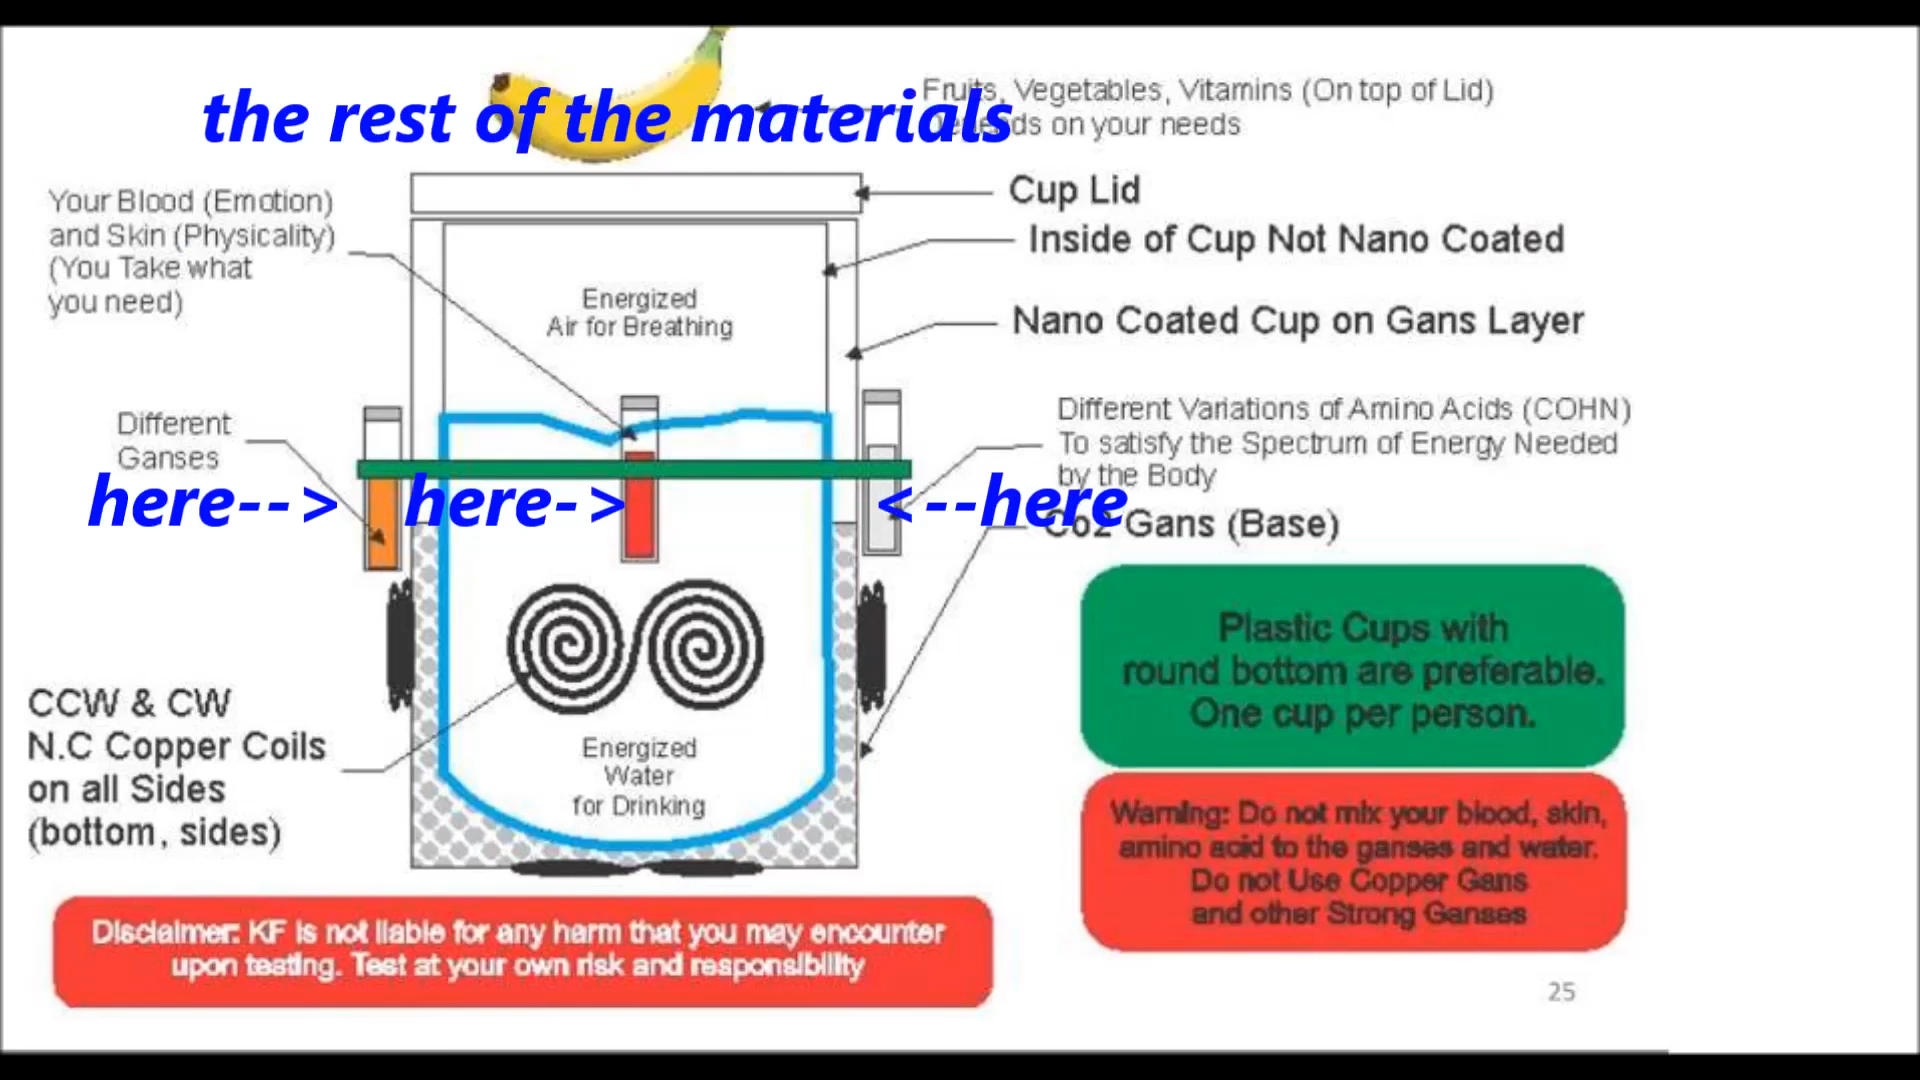 the rest of the materials
Fruits, Vegetables, Vitamins (On top of Lid)
on your needs
Your Blood (Emotion)
and Skin (Physicality)
(You Take what
you need)
Cup Lid
Inside of Cup Not Nano Coated
Energized
Air for Breathing
Nano Coated Cup on Gans Layer
Different
Ganses
Different Variations of Amino Acids (COHN)
To satisfy the Spectrum of Energy Needed
by the Body
here--> here-> <--here
Co2 Gans (Base)
Plastic Cups with
round bottom are preferable.
One cup per person.
CCW & CW
N.C Copper Coils
on all Sides
(bottom, sides)
Energized
Water
for Drinking
Warning: Do not mix your blood, skin,
amino acid to the ganses and water.
Do not Use Copper Gans
and other Strong Ganses
Disclaimer: KF is not liable for any harm that you may encounter
upon testing. Test at your own risk and responsibility
25